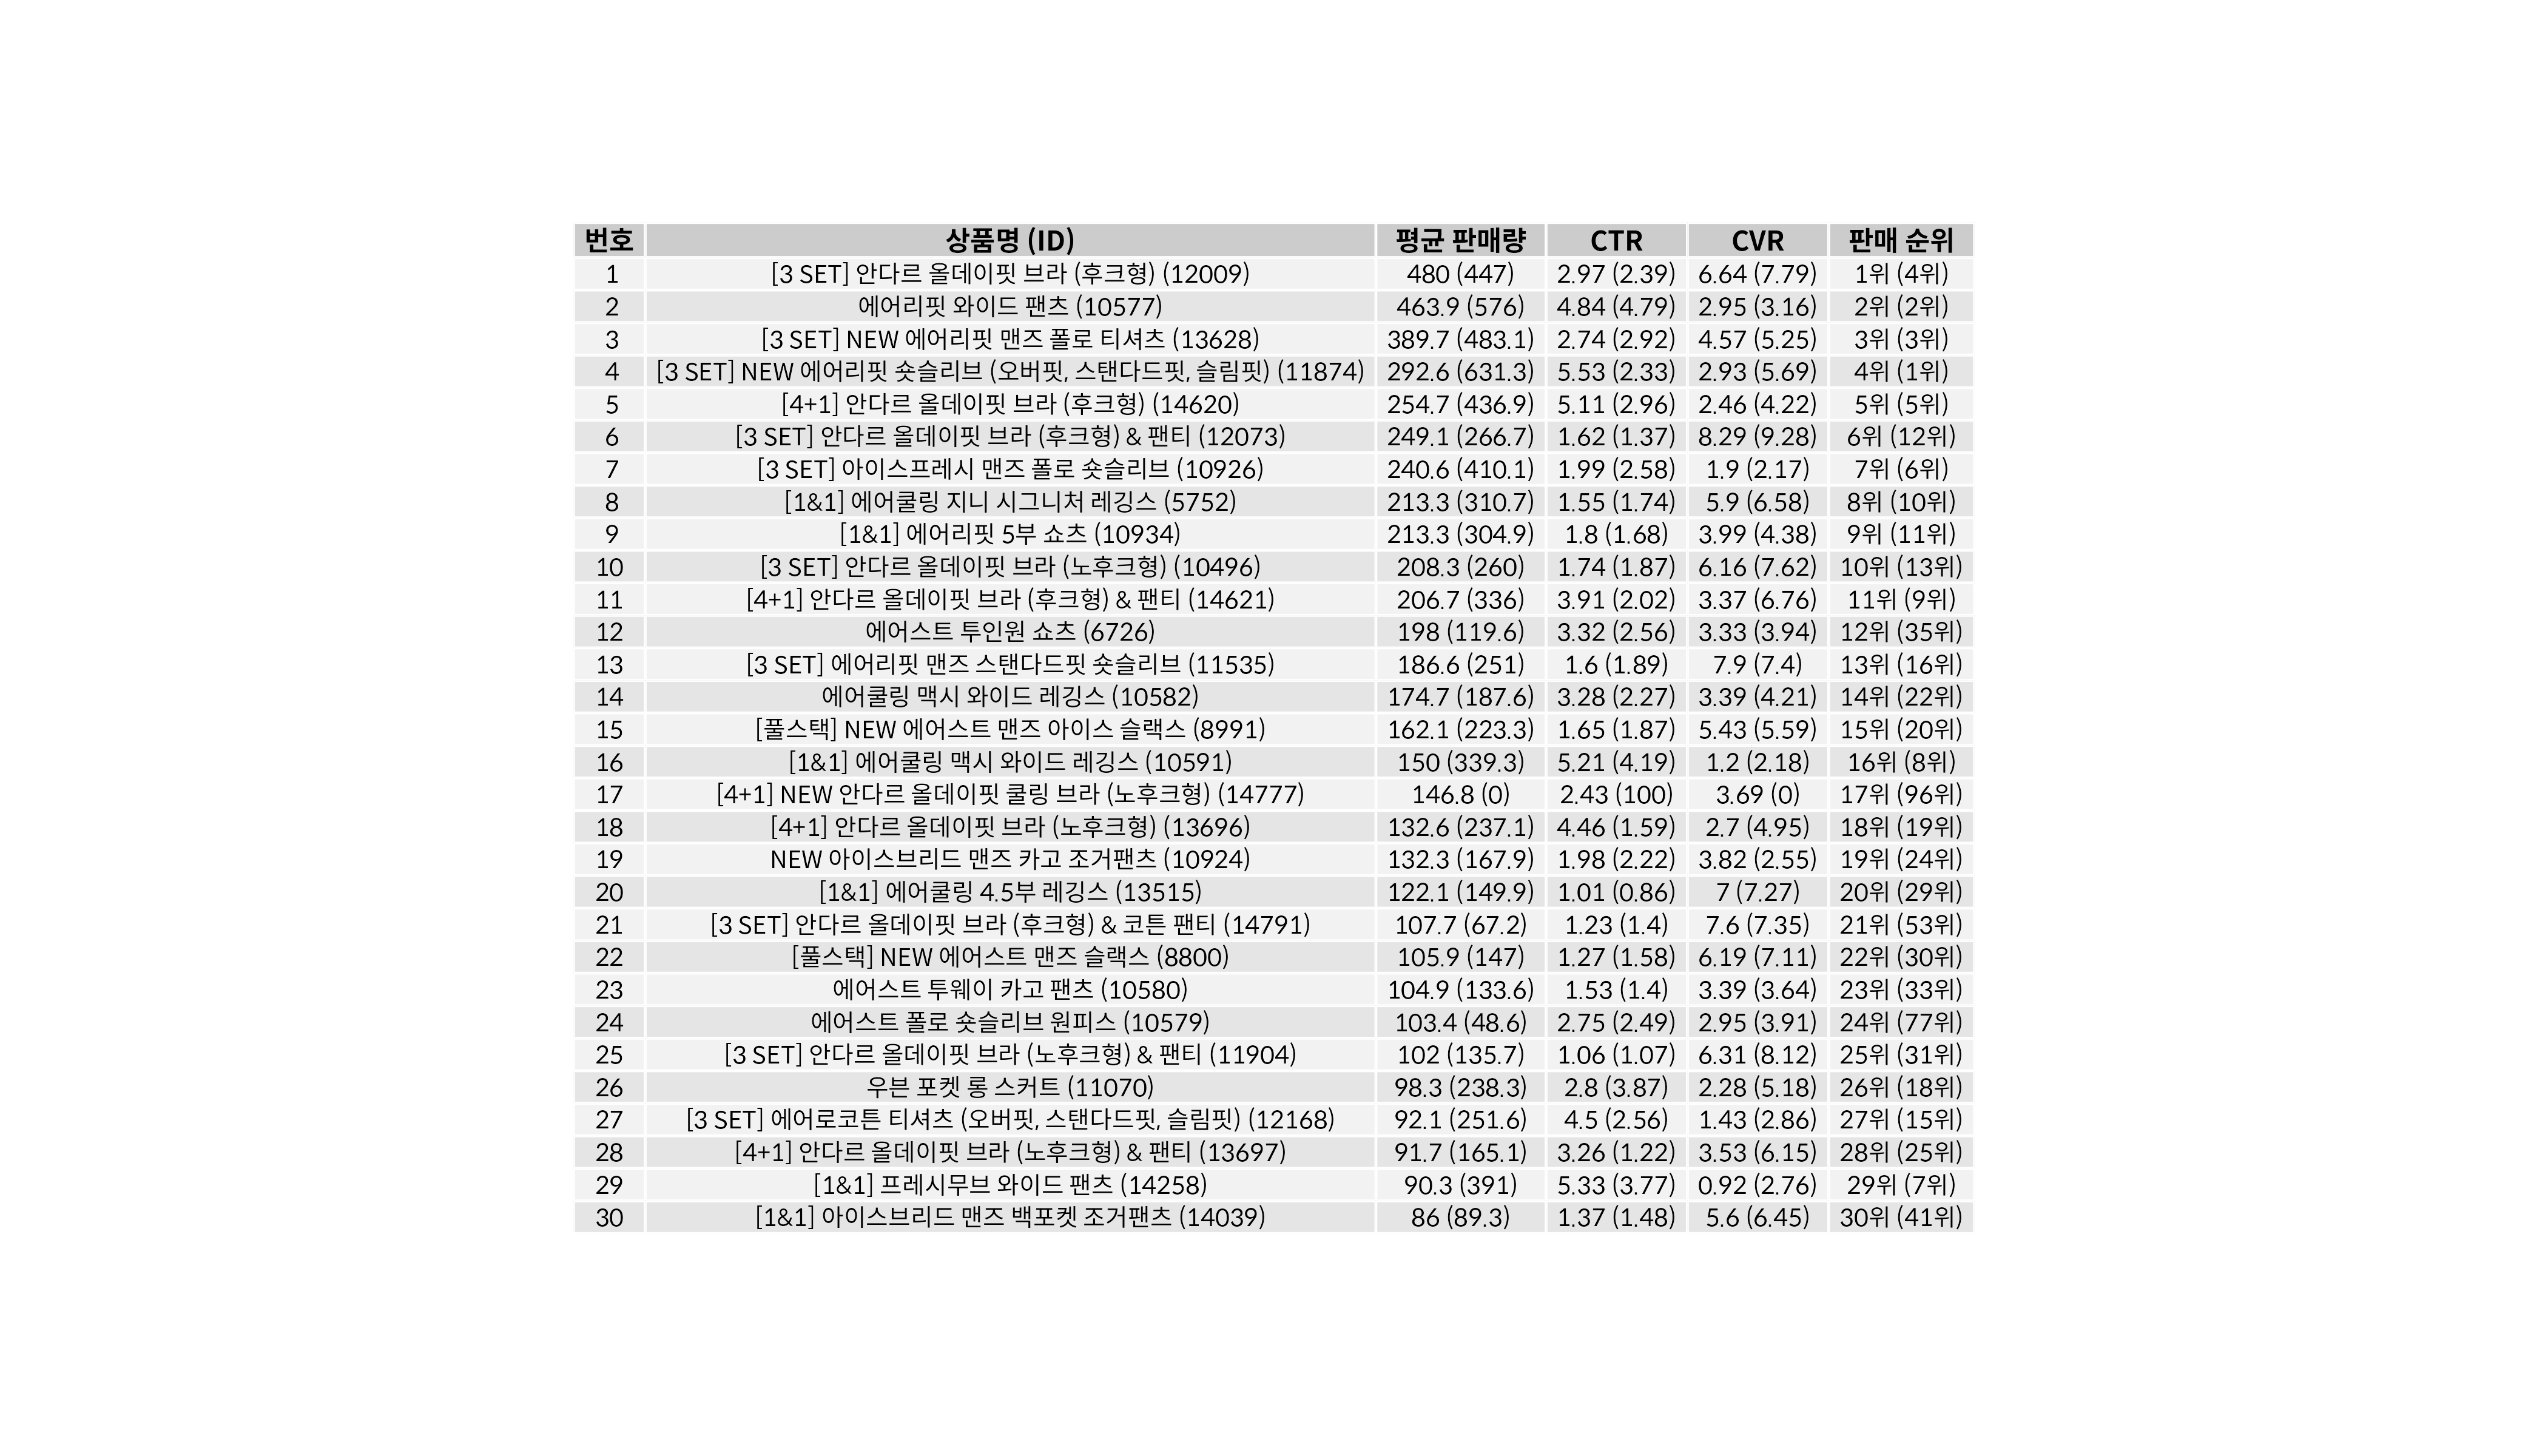 번호 상품명 (ID) 평균 판매량 CTR CVR 판매 순위
1 [3 SET] 안다르 올데이핏 브라 (후크형) (12009) 480 (447) 2.97 (2.39) 6.64 (7.79) 1위 (4위)
2 에어리핏 와이드 팬츠 (10577) 463.9 (576) 4.84 (4.79) 2.95 (3.16) 2위 (2위)
3 [3 SET] NEW 에어리핏 맨즈 폴로 티셔츠 (13628) 389.7 (483.1) 2.74 (2.92) 4.57 (5.25) 3위 (3위)
4 [3 SET] NEW 에어리핏 숏슬리브 (오버핏, 스탠다드핏, 슬림핏) (11874) 292.6 (631.3) 5.53 (2.33) 2.93 (5.69) 4위 (1위)
5 [4+1] 안다르 올데이핏 브라 (후크형) (14620) 254.7 (436.9) 5.11 (2.96) 2.46 (4.22) 5위 (5위)
6 [3 SET] 안다르 올데이핏 브라 (후크형) & 팬티 (12073) 249.1 (266.7) 1.62 (1.37) 8.29 (9.28) 6위 (12위)
7 [3 SET] 아이스프레시 맨즈 폴로 숏슬리브 (10926) 240.6 (410.1) 1.99 (2.58) 1.9 (2.17) 7위 (6위)
8 [1&1] 에어쿨링 지니 시그니처 레깅스 (5752) 213.3 (310.7) 1.55 (1.74) 5.9 (6.58) 8위 (10위)
9 [1&1] 에어리핏 5부 쇼츠 (10934) 213.3 (304.9) 1.8 (1.68) 3.99 (4.38) 9위 (11위)
10 [3 SET] 안다르 올데이핏 브라 (노후크형) (10496) 208.3 (260) 1.74 (1.87) 6.16 (7.62) 10위 (13위)
11 [4+1] 안다르 올데이핏 브라 (후크형) & 팬티 (14621) 206.7 (336) 3.91 (2.02) 3.37 (6.76) 11위 (9위)
12 에어스트 투인원 쇼츠 (6726) 198 (119.6) 3.32 (2.56) 3.33 (3.94) 12위 (35위)
13 [3 SET] 에어리핏 맨즈 스탠다드핏 숏슬리브 (11535) 186.6 (251) 1.6 (1.89) 7.9 (7.4) 13위 (16위)
14 에어쿨링 맥시 와이드 레깅스 (10582) 174.7 (187.6) 3.28 (2.27) 3.39 (4.21) 14위 (22위)
15 [풀스택] NEW 에어스트 맨즈 아이스 슬랙스 (8991) 162.1 (223.3) 1.65 (1.87) 5.43 (5.59) 15위 (20위)
16 [1&1] 에어쿨링 맥시 와이드 레깅스 (10591) 150 (339.3) 5.21 (4.19) 1.2 (2.18) 16위 (8위)
17 [4+1] NEW 안다르 올데이핏 쿨링 브라 (노후크형) (14777) 146.8 (0) 2.43 (100) 3.69 (0) 17위 (96위)
18 [4+1] 안다르 올데이핏 브라 (노후크형) (13696) 132.6 (237.1) 4.46 (1.59) 2.7 (4.95) 18위 (19위)
19 NEW 아이스브리드 맨즈 카고 조거팬츠 (10924) 132.3 (167.9) 1.98 (2.22) 3.82 (2.55) 19위 (24위)
20 [1&1] 에어쿨링 4.5부 레깅스 (13515) 122.1 (149.9) 1.01 (0.86) 7 (7.27) 20위 (29위)
21 [3 SET] 안다르 올데이핏 브라 (후크형) & 코튼 팬티 (14791) 107.7 (67.2) 1.23 (1.4) 7.6 (7.35) 21위 (53위)
22 [풀스택] NEW 에어스트 맨즈 슬랙스 (8800) 105.9 (147) 1.27 (1.58) 6.19 (7.11) 22위 (30위)
23 에어스트 투웨이 카고 팬츠 (10580) 104.9 (133.6) 1.53 (1.4) 3.39 (3.64) 23위 (33위)
24 에어스트 폴로 숏슬리브 원피스 (10579) 103.4 (48.6) 2.75 (2.49) 2.95 (3.91) 24위 (77위)
25 [3 SET] 안다르 올데이핏 브라 (노후크형) & 팬티 (11904) 102 (135.7) 1.06 (1.07) 6.31 (8.12) 25위 (31위)
26 우븐 포켓 롱 스커트 (11070) 98.3 (238.3) 2.8 (3.87) 2.28 (5.18) 26위 (18위)
27 [3 SET] 에어로코튼 티셔츠 (오버핏, 스탠다드핏, 슬림핏) (12168) 92.1 (251.6) 4.5 (2.56) 1.43 (2.86) 27위 (15위)
28 [4+1] 안다르 올데이핏 브라 (노후크형) & 팬티 (13697) 91.7 (165.1) 3.26 (1.22) 3.53 (6.15) 28위 (25위)
29 [1&1] 프레시무브 와이드 팬츠 (14258) 90.3 (391) 5.33 (3.77) 0.92 (2.76) 29위 (7위)
30 [1&1] 아이스브리드 맨즈 백포켓 조거팬츠 (14039) 86 (89.3) 1.37 (1.48) 5.6 (6.45) 30위 (41위)